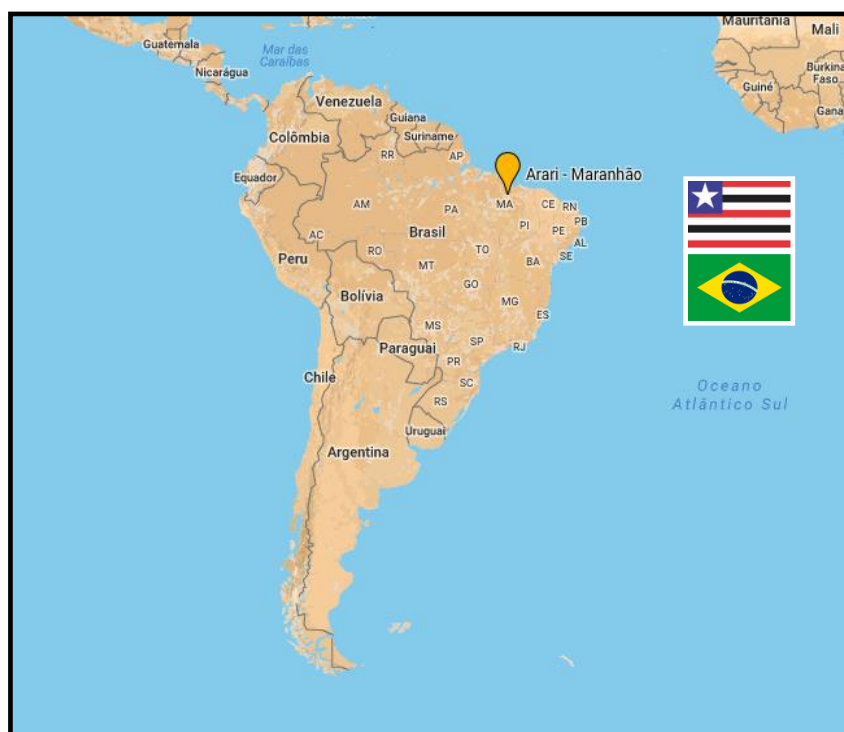 Mauritânia
Mali
Guatemala
Mar das
Caraíbas
Nicarágua
Burkina
Faso
Guiné
Gana
Venezuela
Guiana
Suriname
Colômbia
RR
AP
Equador
Arari - Maranhão
AM
PA
MA
CE
RN
PB
PI
PE
AL
AC
Brasil
RO
TO
SE
BA
Peru
MT
GO
Bolívia
MG
ES
MS
SP
RJ
Paraguai
PR
Chile
SC
Oceano
Atlântico Sul
RS
Uruguai
Argentina